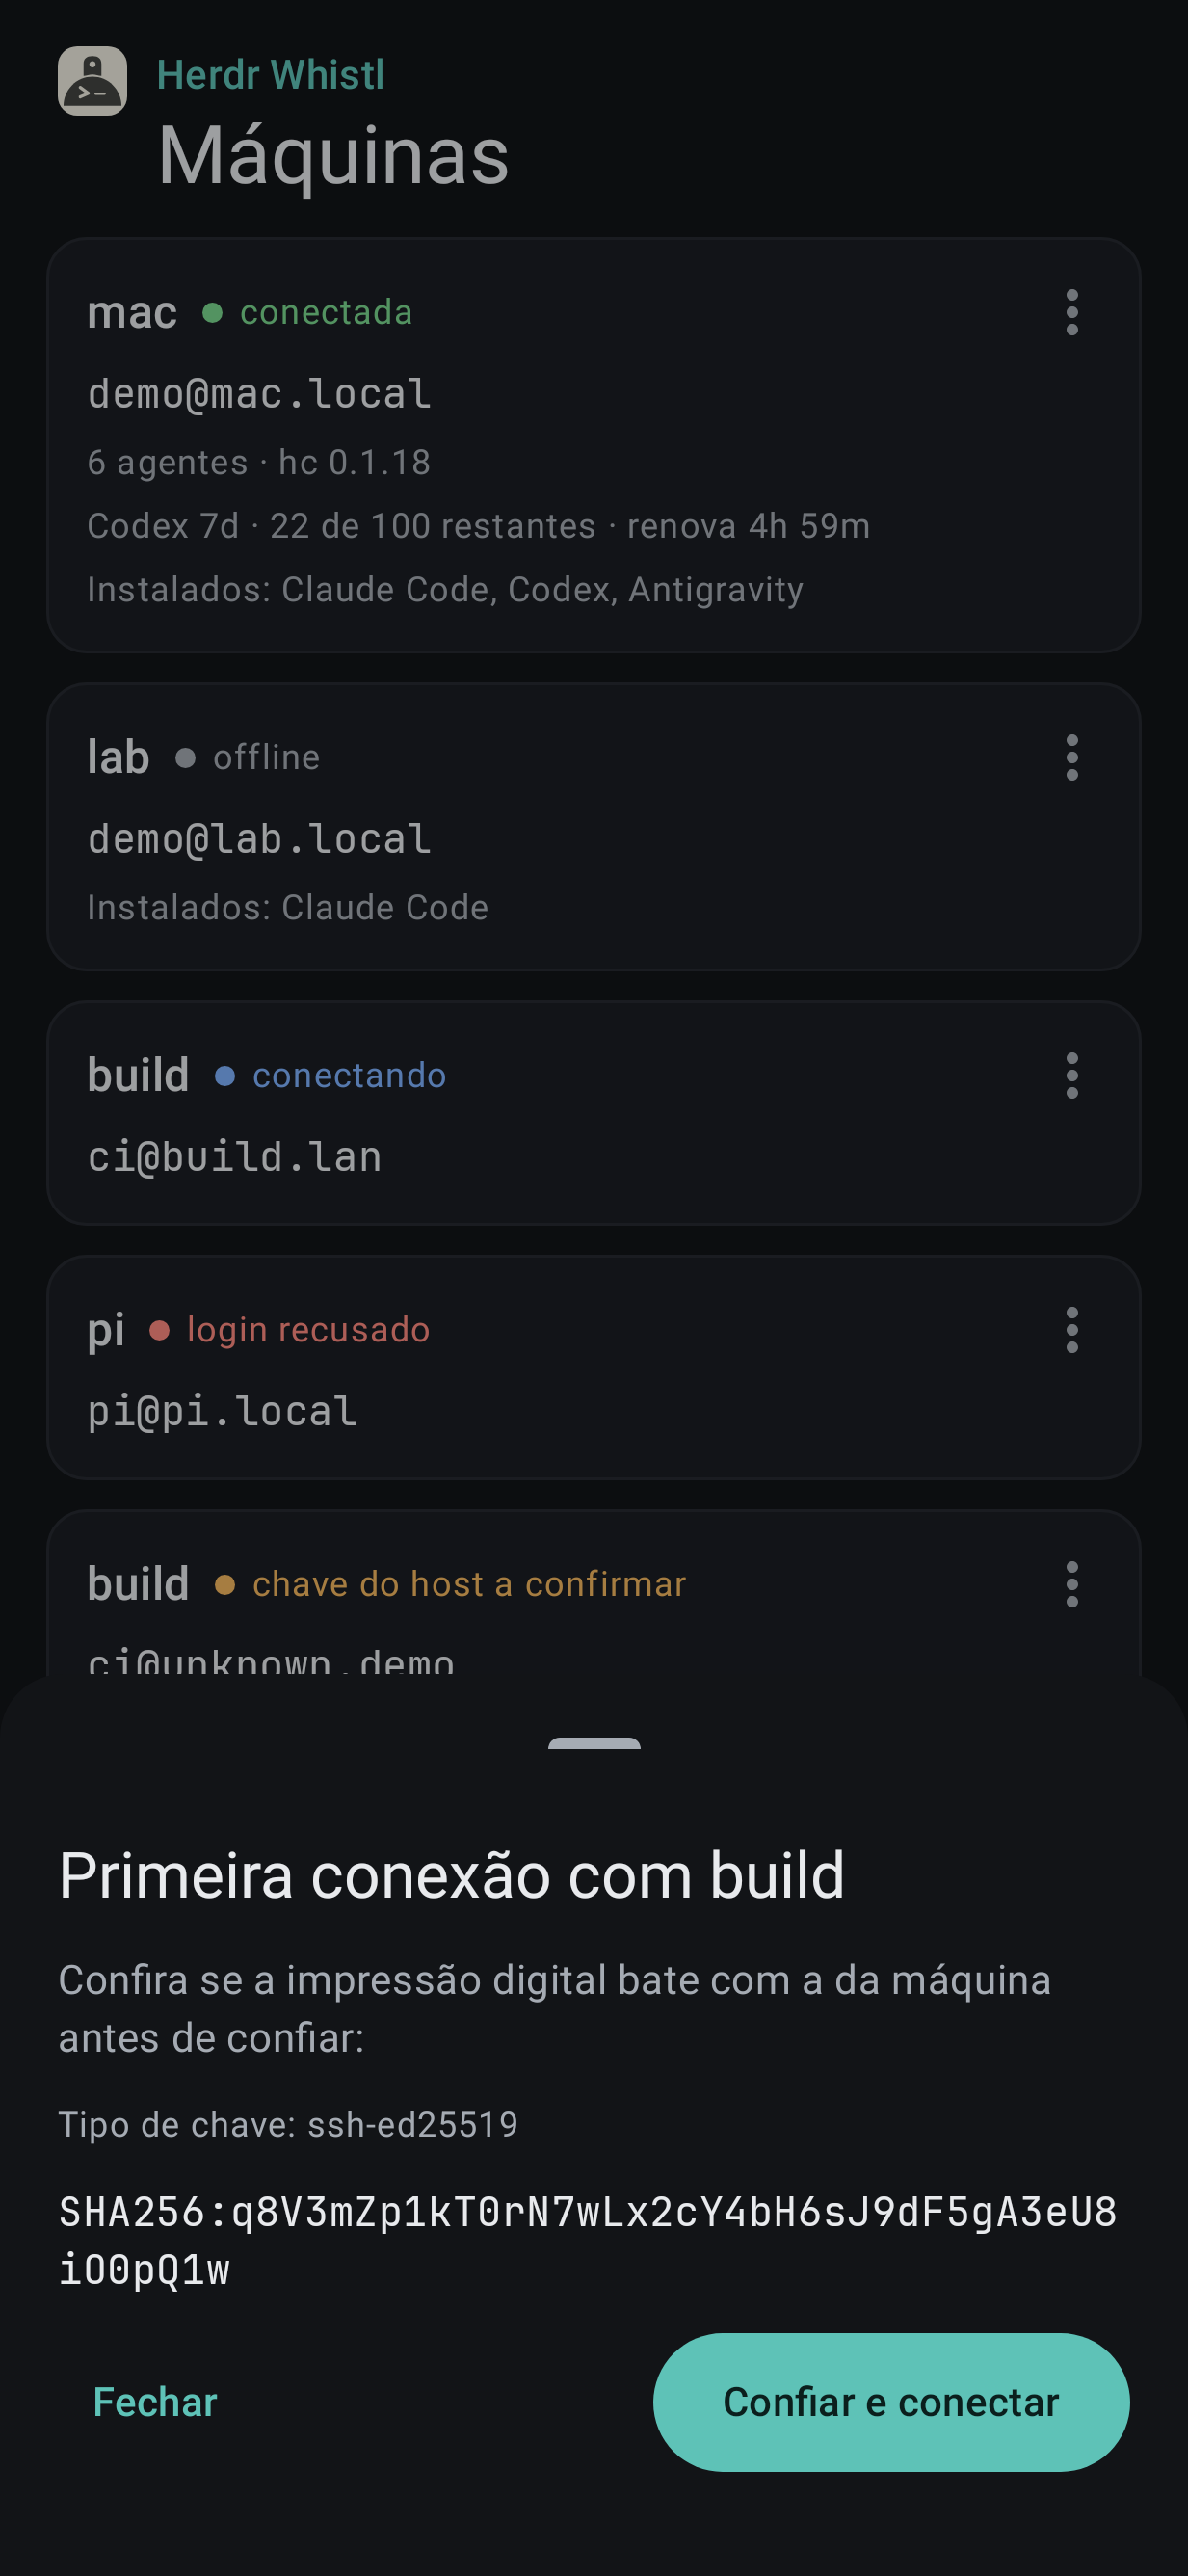 Herdr Whistl
Máquinas
mac conectada
demo@mac.local
6 agentes · hc 0.1.18
Codex 7d · 22 de 100 restantes · renova 4h 59m
Instalados: Claude Code, Codex, Antigravity
lab offline
demo@lab.local
Instalados: Claude Code
build conectando
ci@build.lan
pi login recusado
pi@pi.local
build chave do host a confirmar
ci@unknown.demo
Primeira conexão com build
Confira se a impressão digital bate com a da máquina
antes de confiar:
Tipo de chave: ssh-ed25519
SHA256:q8V3mZp1kT0rN7wLx2cY4bH6sJ9dF5gA3eU8
iO0pQ1w
Fechar Confiar e conectar